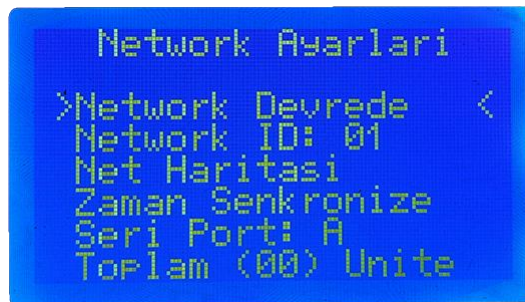 Network Ayarlari
>Network Devrede <
Network ID: 01
Net Haritasi
Zaman Senkronize
Seri Port: A
Toplam (00) Unite